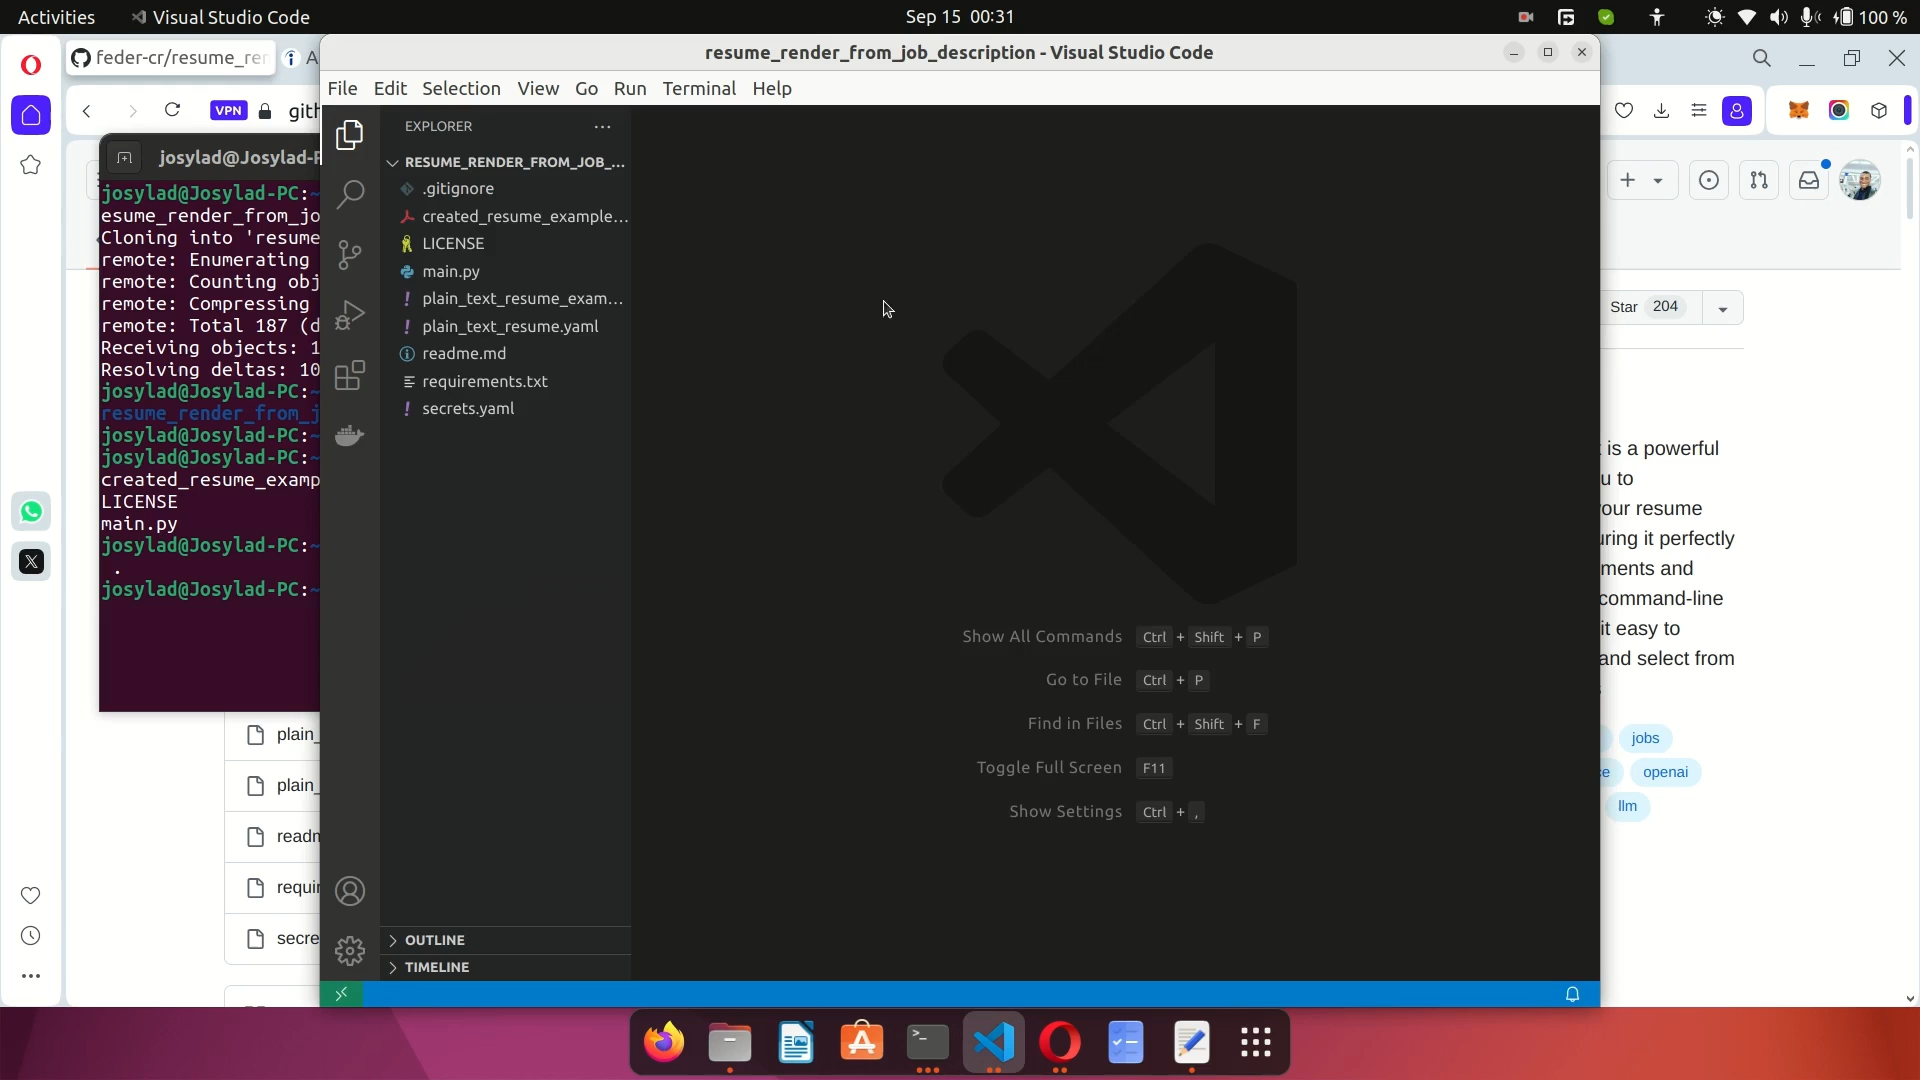 Activities
Visual Studio Code
Sep 15 00:31
100 %
feder-cr/resume_rer
A
VPN
gith
resume_render_from_job_description - Visual Studio Code
File Edit Selection View Go Run Terminal Help
josylad@Josylad-P
josylad@Josylad-PC:~
esume_render_from_jo
Cloning into 'resume
remote: Enumerating
remote: Counting obj
remote: Compressing
remote: Total 187 (d
Receiving objects: 1
Resolving deltas: 10
josylad@Josylad-PC:~
resume_render_from_j
josylad@Josylad-PC:~
josylad@Josylad-PC:~
created_resume_examp
LICENSE
main.py
josylad@Josylad-PC:~
.
josylad@Josylad-PC:~
EXPLORER
RESUME_RENDER_FROM_JOB_...
.gitignore
created_resume_example...
LICENSE
main.py
plain_text_resume_exam...
plain_text_resume.yaml
readme.md
requirements.txt
secrets.yaml
OUTLINE
TIMELINE
Show All Commands Ctrl + Shift + P
Go to File Ctrl + P
Find in Files Ctrl + Shift + F
Toggle Full Screen F11
Show Settings Ctrl + ,
plain_
plain_
readm
requir
secre
Star 204
is a powerful
u to
our resume
uring it perfectly
ments and
command-line
it easy to
and select from
s
jobs
ce
openai
llm